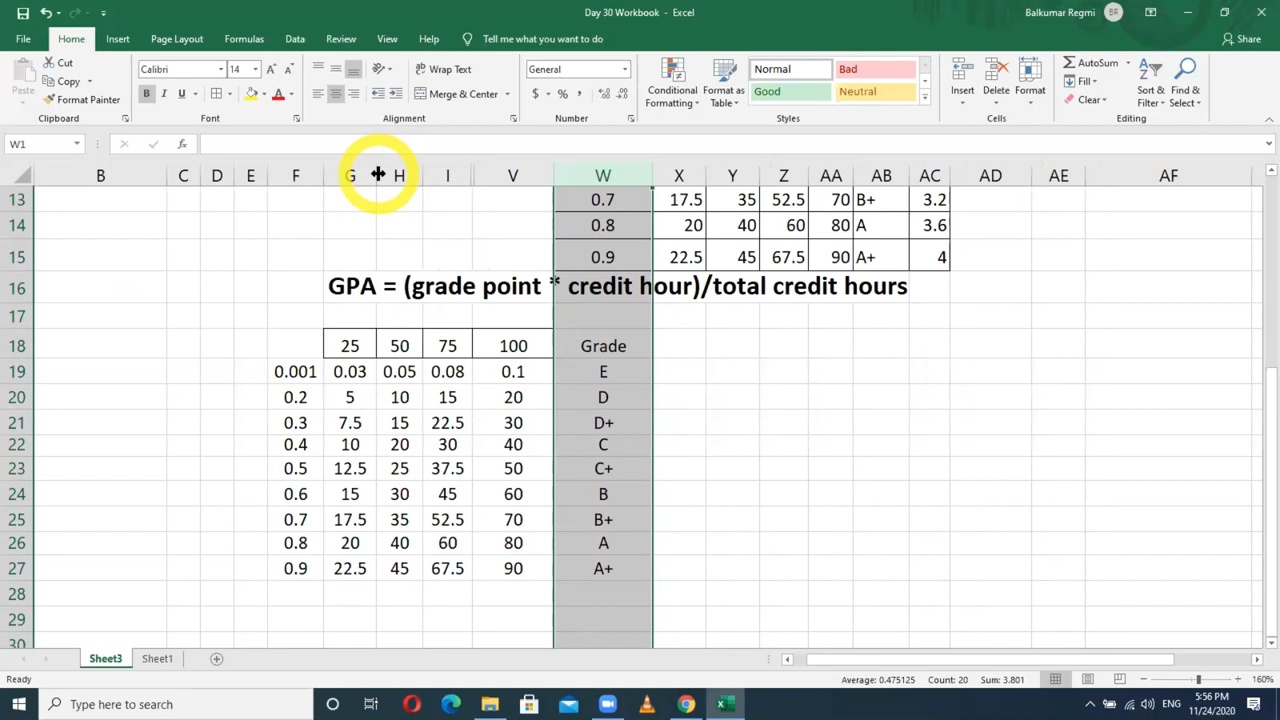 Day 30 Workbook - Excel
Balkumar Regmi
BR
File Home Insert Page Layout Formulas Data Review View Help Tell me what you want to do Share
Paste
Cut
Copy
Format Painter
Calibri 14
B I U
Wrap Text
Merge & Center
General
$ % ,
Conditional Formatting
Format as Table
Normal Bad
Good Neutral
Insert Delete Format
AutoSum
Fill
Clear
Sort & Filter
Find & Select
Clipboard Font Alignment Number Styles Cells Editing
W1 fx
B C D E F G H I V W X Y Z AA AB AC AD AE AF
13 0.7 17.5 35 52.5 70 B+ 3.2
14 0.8 20 40 60 80 A 3.6
15 0.9 22.5 45 67.5 90 A+ 4
16 GPA = (grade point * credit hour)/total credit hours
17
18 25 50 75 100 Grade
19 0.001 0.03 0.05 0.08 0.1 E
20 0.2 5 10 15 20 D
21 0.3 7.5 15 22.5 30 D+
22 0.4 10 20 30 40 C
23 0.5 12.5 25 37.5 50 C+
24 0.6 15 30 45 60 B
25 0.7 17.5 35 52.5 70 B+
26 0.8 20 40 60 80 A
27 0.9 22.5 45 67.5 90 A+
28
29
30
Sheet3 Sheet1
Ready Average: 0.475125 Count: 20 Sum: 3.801 160%
Type here to search
ENG
5:56 PM
11/24/2020